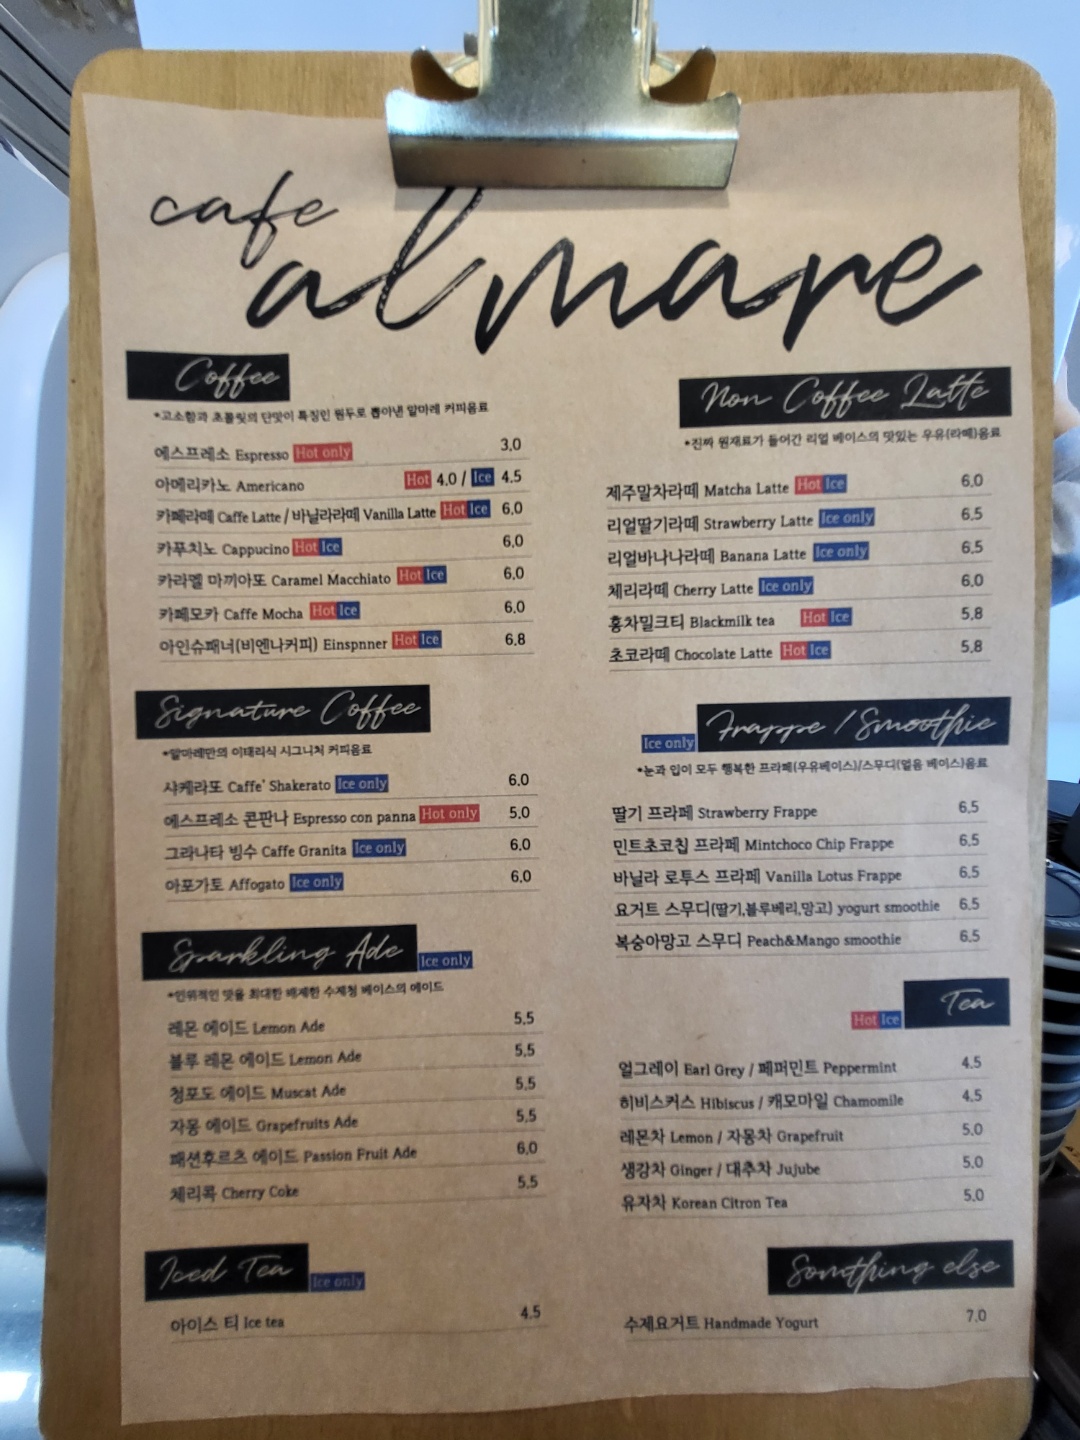 cafe
almare
Coffee
*고소함과 초콜릿의 단맛이 특징인 원두로 뽑아낸 알마레 커피음료
에스프레소 Espresso Hot only 3.0
아메리카노 Americano Hot 4.0 / Ice 4.5
카페라떼 Caffe Latte / 바닐라라떼 Vanilla Latte Hot Ice 6.0
카푸치노 Cappucino Hot Ice 6.0
카라멜 마끼아또 Caramel Macchiato Hot Ice 6.0
카페모카 Caffe Mocha Hot Ice 6.0
아인슈패너(비엔나커피) Einspnner Hot Ice 6.8
Signature Coffee
*알마레만의 이태리식 시그니처 커피음료
샤케라또 Caffe' Shakerato Ice only 6.0
에스프레소 콘판나 Espresso con panna Hot only 5.0
그라나타 빙수 Caffe Granita Ice only 6.0
아포가토 Affogato Ice only 6.0
Sparkling Ade Ice only
*인위적인 맛을 최대한 배제한 수제청 베이스의 에이드
레몬 에이드 Lemon Ade 5.5
블루 레몬 에이드 Lemon Ade 5.5
청포도 에이드 Muscat Ade 5.5
자몽 에이드 Grapefruits Ade 5.5
패션후르츠 에이드 Passion Fruit Ade 6.0
체리콕 Cherry Coke 5.5
Iced Tea Ice only
아이스 티 Ice tea 4.5
Non Coffee Latte
*진짜 원재료가 들어간 리얼 베이스의 맛있는 우유(라떼)음료
제주말차라떼 Matcha Latte Hot Ice 6.0
리얼딸기라떼 Strawberry Latte Ice only 6.5
리얼바나나라떼 Banana Latte Ice only 6.5
체리라떼 Cherry Latte Ice only 6.0
홍차밀크티 Blackmilk tea Hot Ice 5.8
초코라떼 Chocolate Latte Hot Ice 5.8
Ice only Frappe / Smoothie
*눈과 입이 모두 행복한 프라페(우유베이스)/스무디(얼음 베이스)음료
딸기 프라페 Strawberry Frappe 6.5
민트초코칩 프라페 Mintchoco Chip Frappe 6.5
바닐라 로투스 프라페 Vanilla Lotus Frappe 6.5
요거트 스무디(딸기,블루베리,망고) yogurt smoothie 6.5
복숭아망고 스무디 Peach&Mango smoothie 6.5
Hot Ice Tea
얼그레이 Earl Grey / 페퍼민트 Peppermint 4.5
히비스커스 Hibiscus / 캐모마일 Chamomile 4.5
레몬차 Lemon / 자몽차 Grapefruit 5.0
생강차 Ginger / 대추차 Jujube 5.0
유자차 Korean Citron Tea 5.0
Somthing else
수제요거트 Handmade Yogurt 7.0